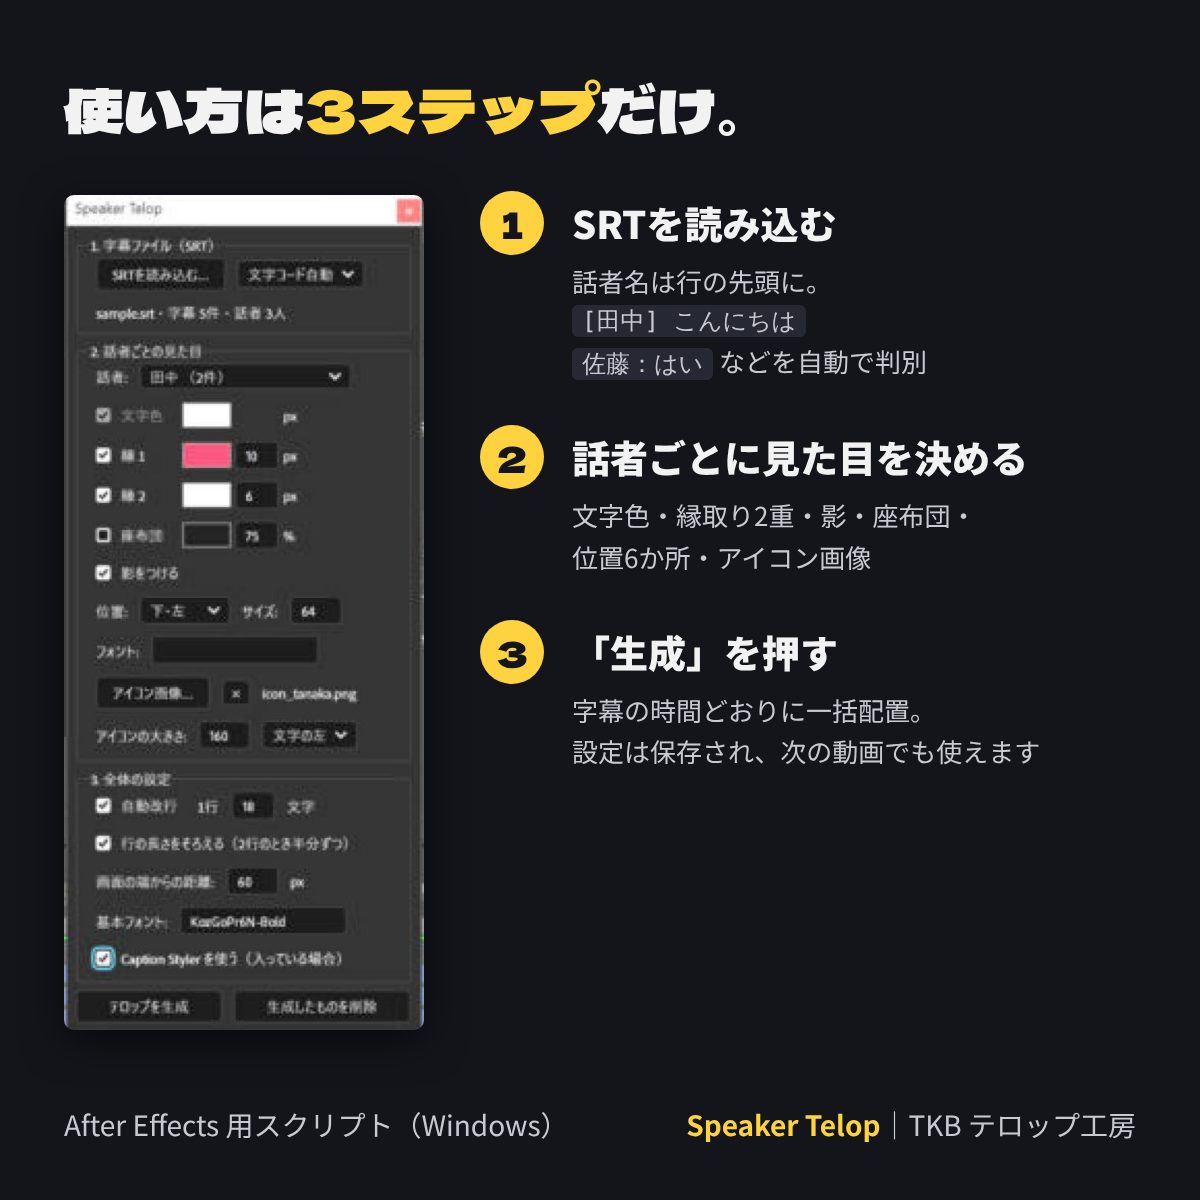 使い方は3ステップだけ。
Speaker Telop
1. 字幕ファイル（SRT）
SRTを読み込む... 文字コード自動
sample.srt・字幕 5件・話者 3人
2. 話者ごとの見た目
話者: 田中 （2件）
文字色 px
縁1 10 px
縁2 6 px
座布団 75 %
影をつける
位置: 下・左 サイズ: 64
フォント:
アイコン画像... × icon_tanaka.png
アイコンの大きさ: 160 文字の左
3. 全体の設定
自動改行 1行 18 文字
行の長さをそろえる（2行のとき半分ずつ）
画面の端からの距離: 60 px
基本フォント: KozGoPr6N-Bold
Caption Styler を使う（入っている場合）
テロップを生成 生成したものを削除
1 SRTを読み込む
話者名は行の先頭に。
［田中］ こんにちは
佐藤：はい などを自動で判別
2 話者ごとに見た目を決める
文字色・縁取り2重・影・座布団・
位置6か所・アイコン画像
3 「生成」を押す
字幕の時間どおりに一括配置。
設定は保存され、次の動画でも使えます
After Effects 用スクリプト（Windows）
Speaker Telop｜TKB テロップ工房